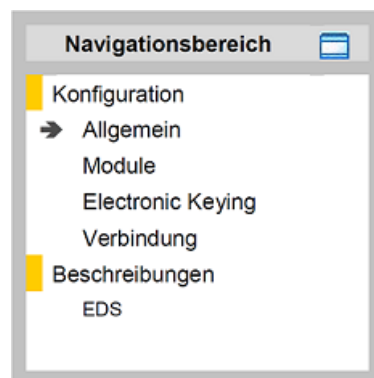 Navigationsbereich
Konfiguration
Allgemein
Module
Electronic Keying
Verbindung
Beschreibungen
EDS